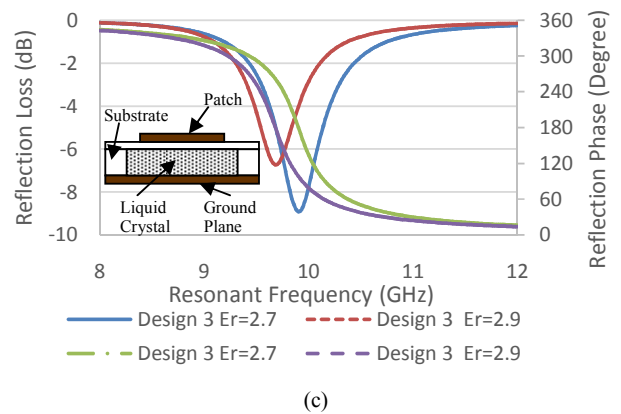 0
-2
-4
-6
-8
-10
Reflection Loss (dB)
360
300
240
180
120
60
0
Reflection Phase (Degree)
Patch
Substrate
Liquid
Crystal
Ground
Plane
8 9 10 11 12
Resonant Frequency (GHz)
Design 3 Er=2.7 Design 3 Er=2.9
Design 3 Er=2.7 Design 3 Er=2.9
(c)